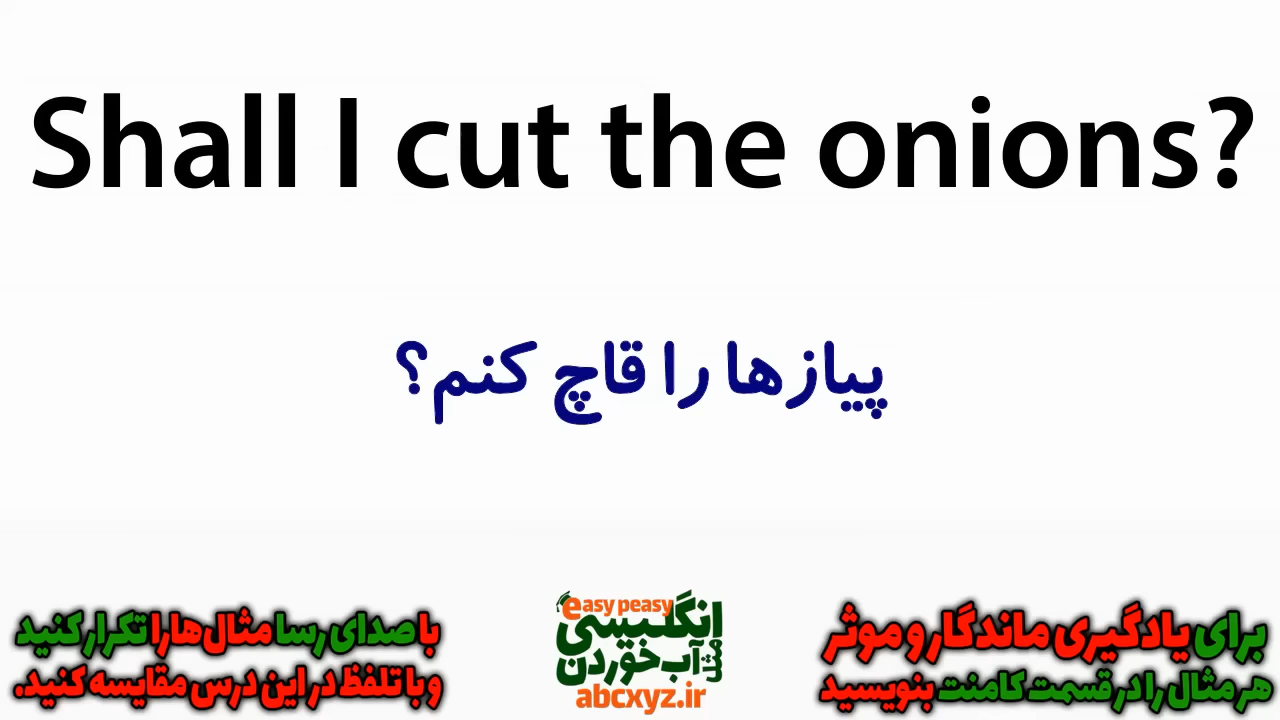 Shall I cut the onions?
پیازها را قاچ کنم؟
برای یادگیری ماندگار و موثر
هر مثال را در قسمت کامنت بنویسید
easy peasy
انگلیسی
مثل آب خوردن
abcxyz.ir
با صدای رسا مثال‌ها را تکرار کنید
و با تلفظ در این درس مقایسه کنید.